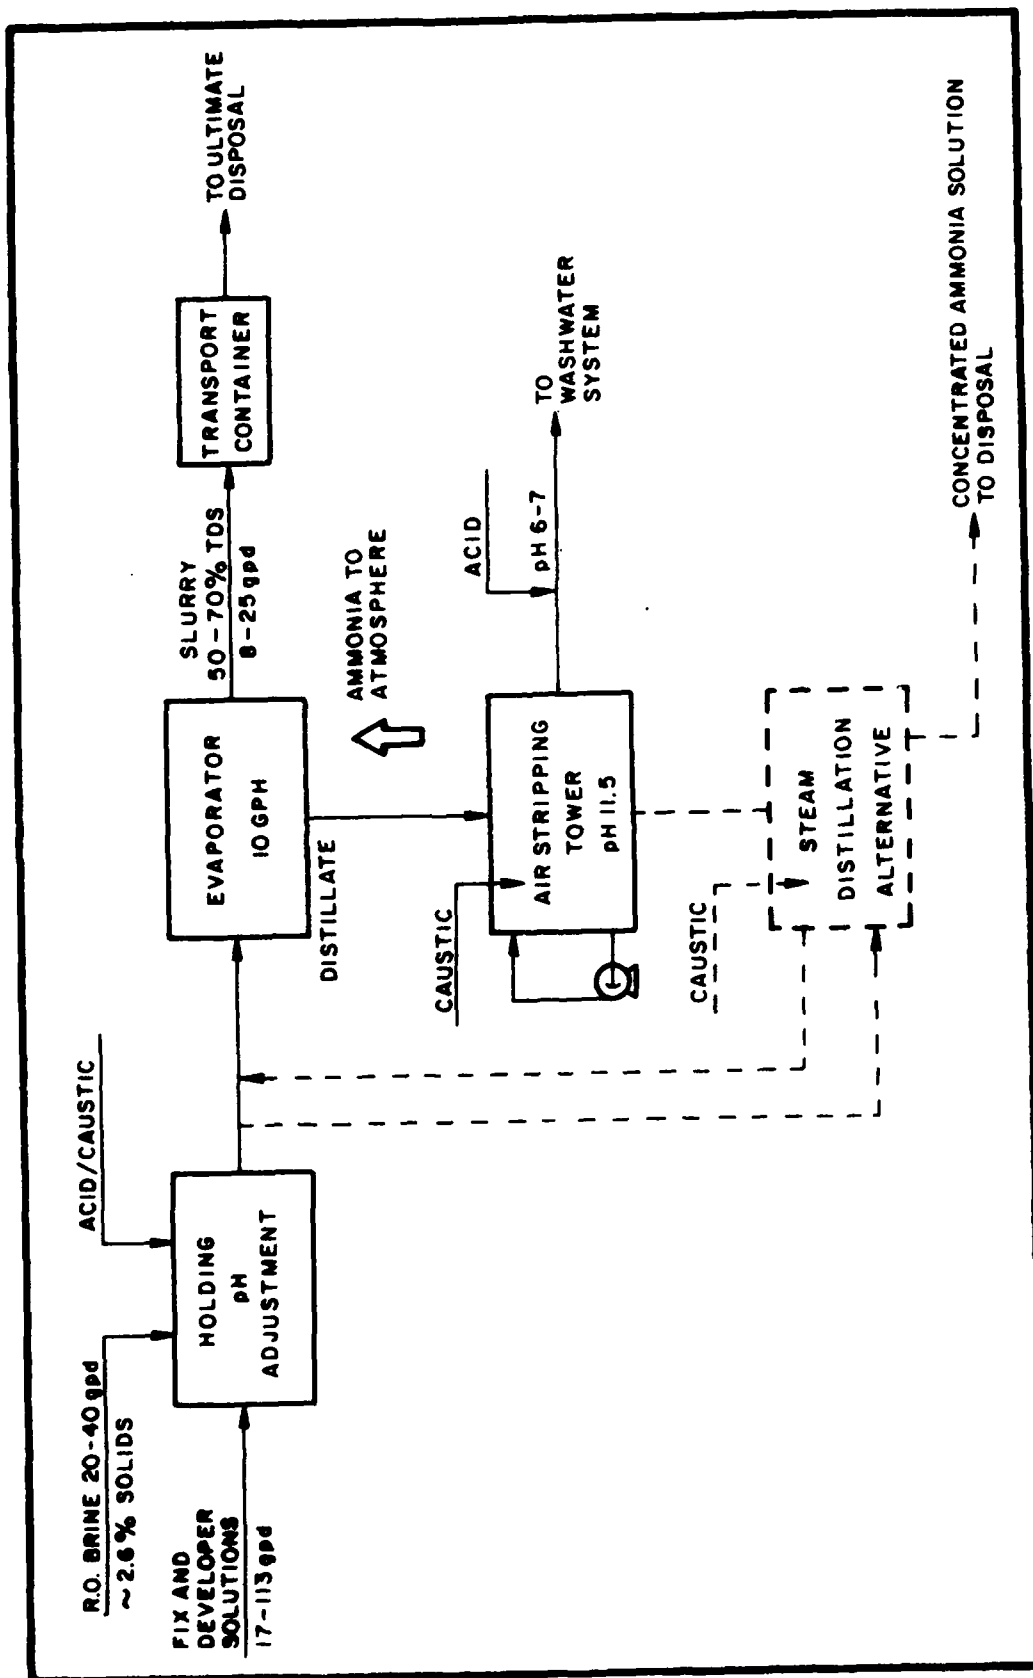 R.O. BRINE 20-40 gpd
~2.6% SOLIDS
ACID/CAUSTIC
FIX AND
DEVELOPER
SOLUTIONS
17-113 gpd
HOLDING
pH
ADJUSTMENT
EVAPORATOR
10 GPH
SLURRY
50-70% TDS
8-25 gpd
TRANSPORT
CONTAINER
TO ULTIMATE
DISPOSAL
DISTILLATE
AMMONIA TO
ATMOSPHERE
CAUSTIC
AIR STRIPPING
TOWER
pH 11.5
ACID
pH 6-7
TO
WASHWATER
SYSTEM
CAUSTIC
STEAM
DISTILLATION
ALTERNATIVE
CONCENTRATED AMMONIA SOLUTION
TO DISPOSAL